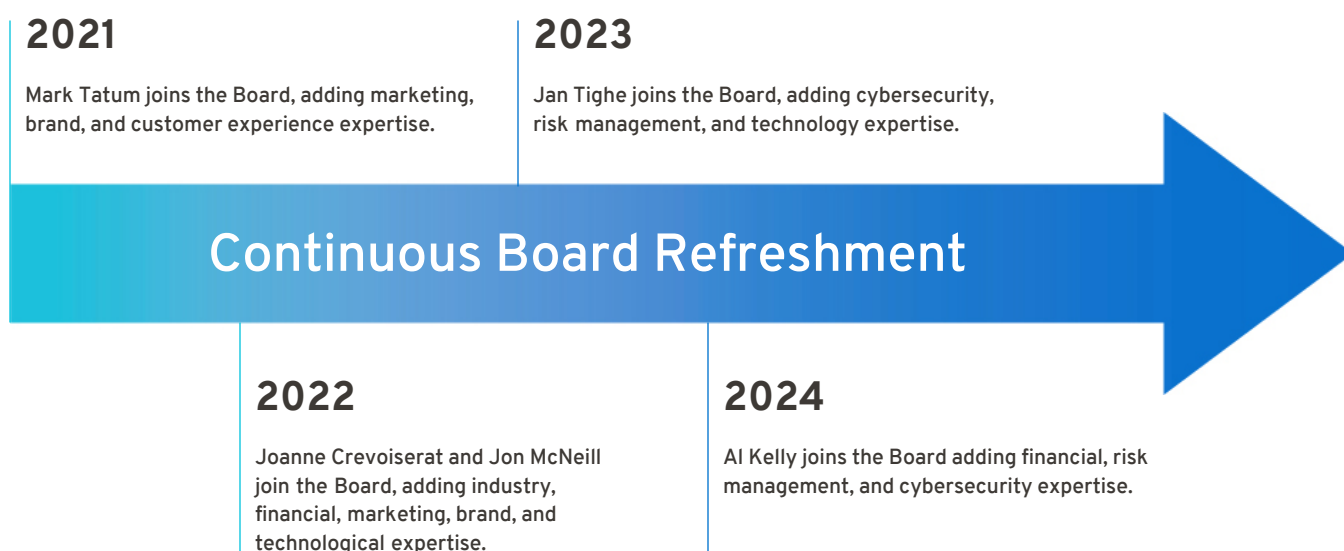 2021
Mark Tatum joins the Board, adding marketing,
brand, and customer experience expertise.
2023
Jan Tighe joins the Board, adding cybersecurity,
risk management, and technology expertise.
Continuous Board Refreshment
2022
Joanne Crevoiserat and Jon McNeill
join the Board, adding industry,
financial, marketing, brand, and
technological expertise.
2024
Al Kelly joins the Board adding financial, risk
management, and cybersecurity expertise.